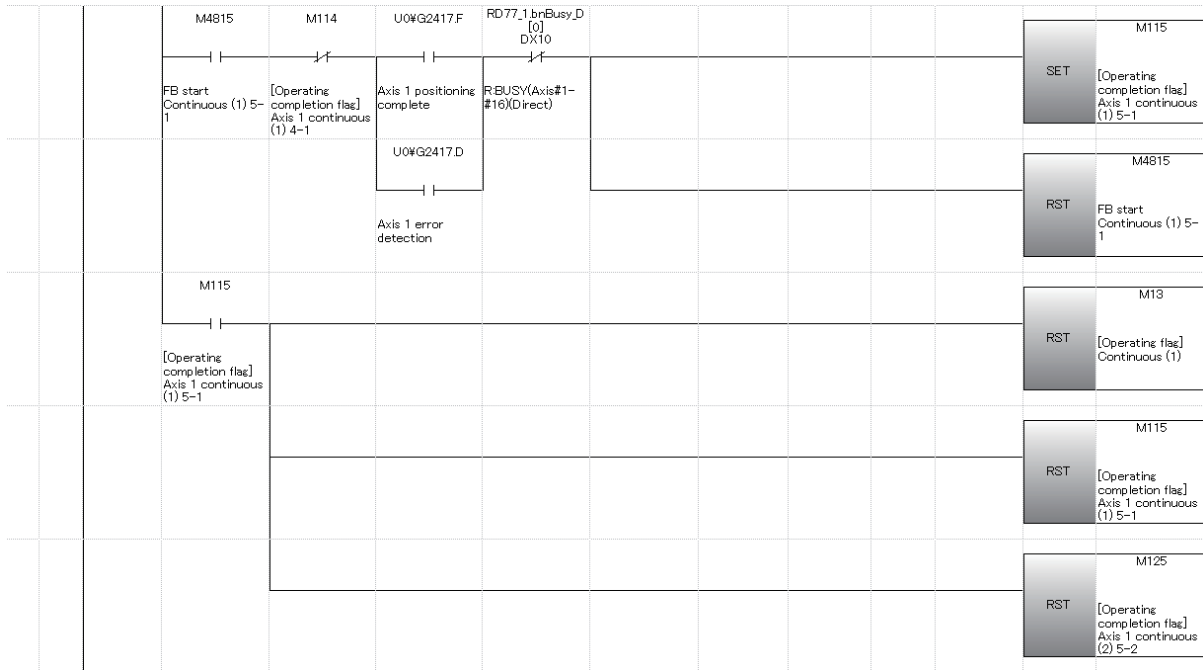 M4815
M114
U0¥G2417.F
RD77_1.bnBusy_D
[0]
DX10
M115
SET
FB start
Continuous (1) 5-
1
[Operating
completion flag]
Axis 1 continuous
(1) 4-1
Axis 1 positioning
complete
R:BUSY(Axis#1-
#16)(Direct)
[Operating
completion flag]
Axis 1 continuous
(1) 5-1
U0¥G2417.D
M4815
RST
Axis 1 error
detection
FB start
Continuous (1) 5-
1
M115
M13
RST
[Operating
completion flag]
Axis 1 continuous
(1) 5-1
[Operating flag]
Continuous (1)
M115
RST
[Operating
completion flag]
Axis 1 continuous
(1) 5-1
M125
RST
[Operating
completion flag]
Axis 1 continuous
(2) 5-2